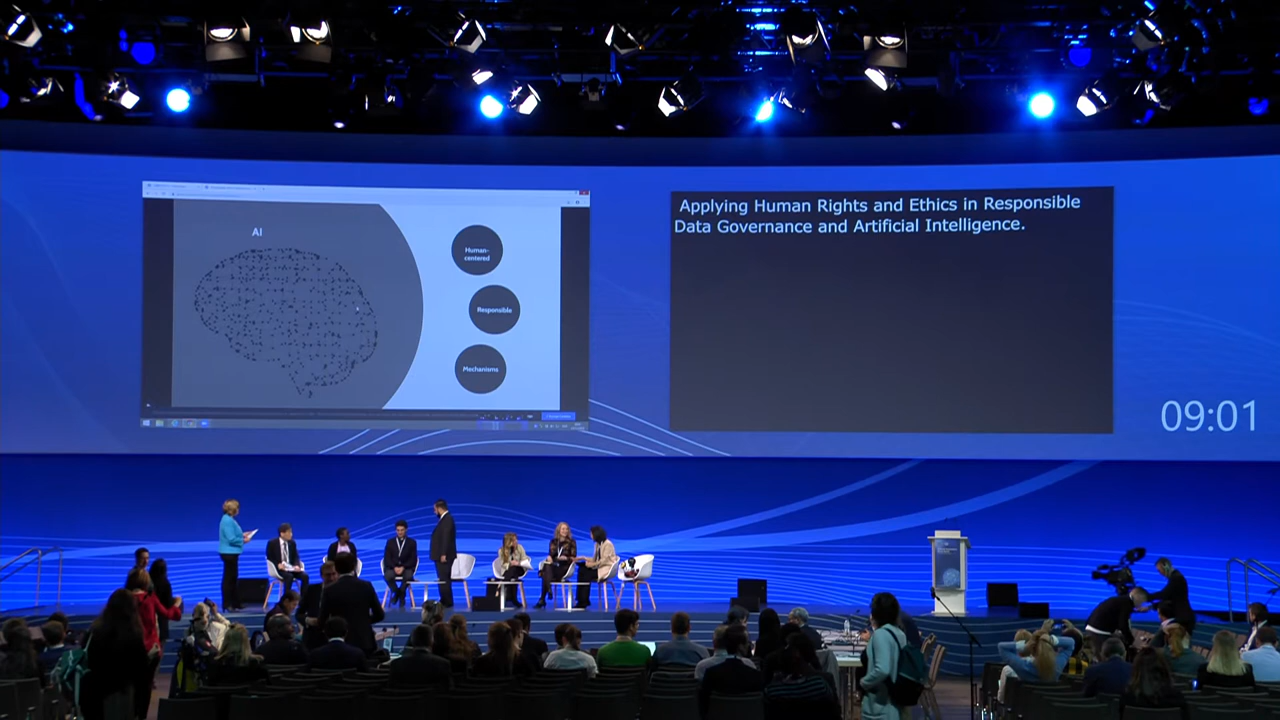 AI
Human-
centered
Responsible
Mechanisms
Applying Human Rights and Ethics in Responsible
Data Governance and Artificial Intelligence.
09:01